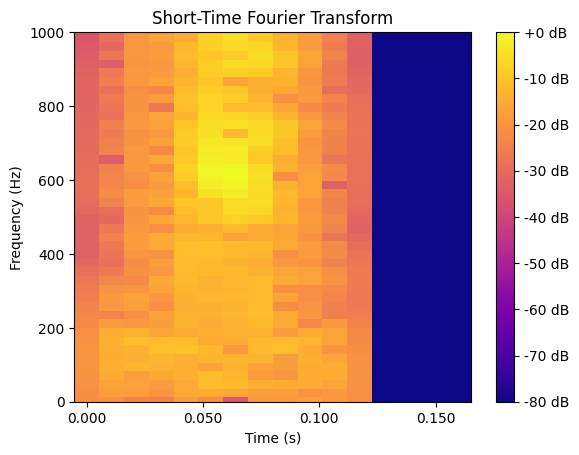 Short-Time Fourier Transform
1000
800
600
400
200
0
Frequency (Hz)
0.000
0.050
0.100
0.150
Time (s)
+0 dB
-10 dB
-20 dB
-30 dB
-40 dB
-50 dB
-60 dB
-70 dB
-80 dB